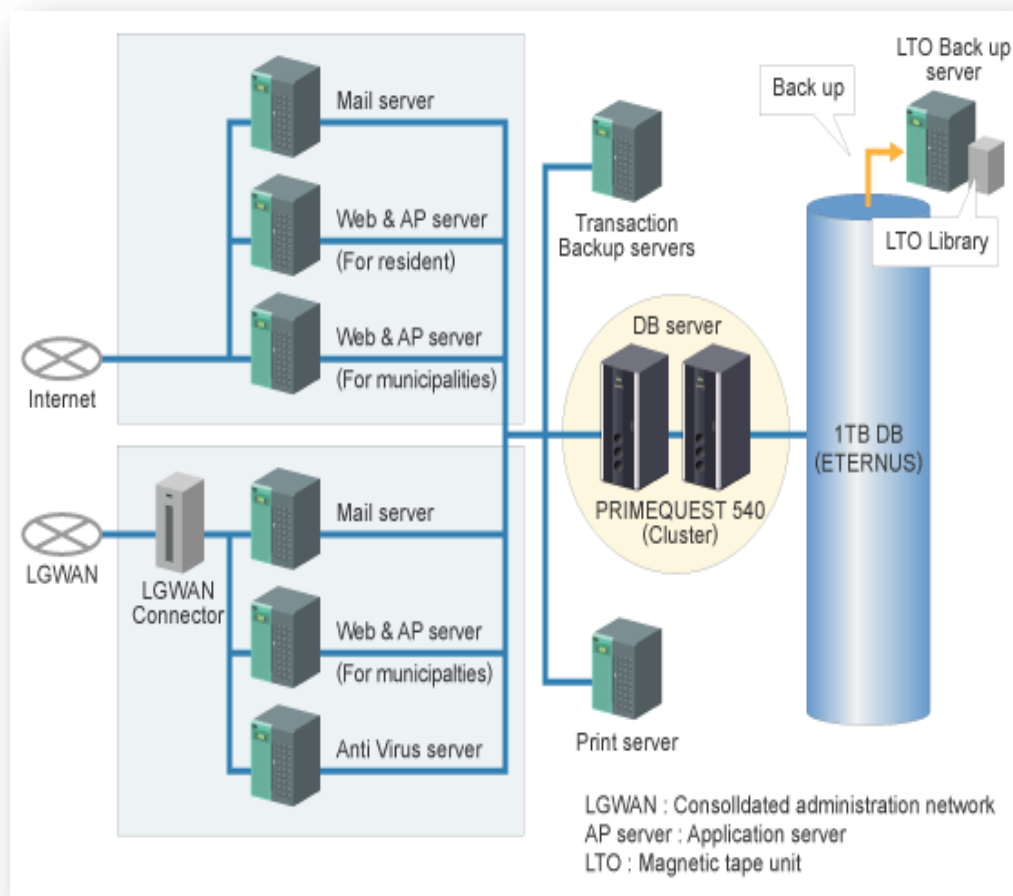 Mail server
Web & AP server
(For resident)
Web & AP server
(For municipalities)
Internet
Mail server
LGWAN
LGWAN
Connector
Web & AP server
(For municipalties)
Anti Virus server
Transaction
Backup servers
DB server
PRIMEQUEST 540
(Cluster)
Print server
Back up
LTO Back up
server
LTO Library
1TB DB
(ETERNUS)
LGWAN : Consolldated administration network
AP server : Application server
LTO : Magnetic tape unit